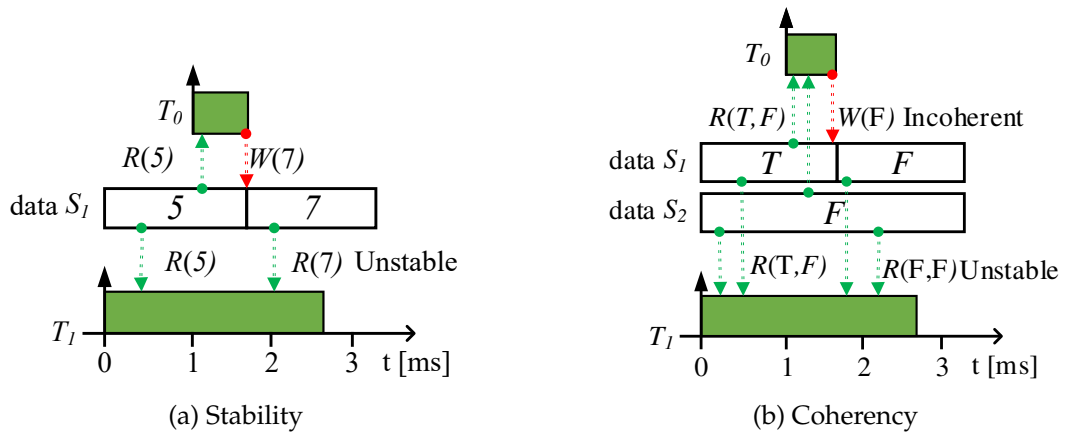 T0
R(5)
W(7)
data S1
5
7
R(5)
R(7) Unstable
T1
0
1
2
3
t [ms]
(a) Stability
T0
R(T,F)
W(F) Incoherent
data S1
T
F
data S2
F
R(T,F)
R(F,F) Unstable
T1
0
1
2
3
t [ms]
(b) Coherency